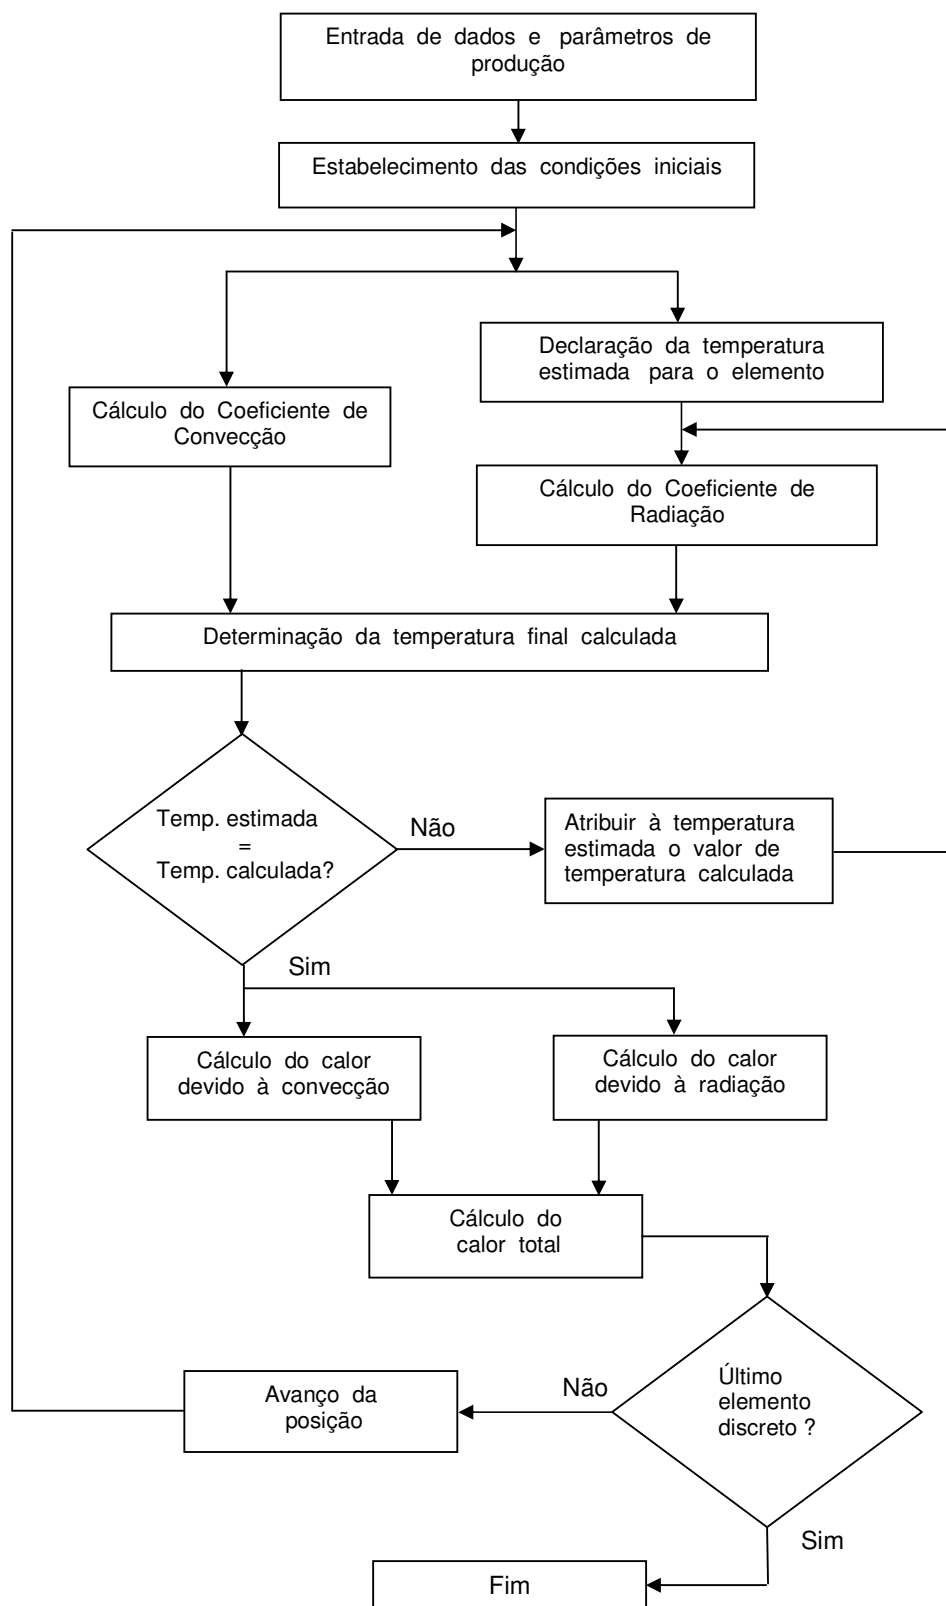 Entrada de dados e parâmetros de
produção
Estabelecimento das condições iniciais
Declaração da temperatura
estimada para o elemento
Cálculo do Coeficiente de
Convecção
Cálculo do Coeficiente de
Radiação
Determinação da temperatura final calculada
Temp. estimada
=
Temp. calculada?
Não
Atribuir à temperatura
estimada o valor de
temperatura calculada
Sim
Cálculo do calor
devido à convecção
Cálculo do calor
devido à radiação
Cálculo do
calor total
Último
elemento
discreto ?
Não
Avanço da
posição
Sim
Fim